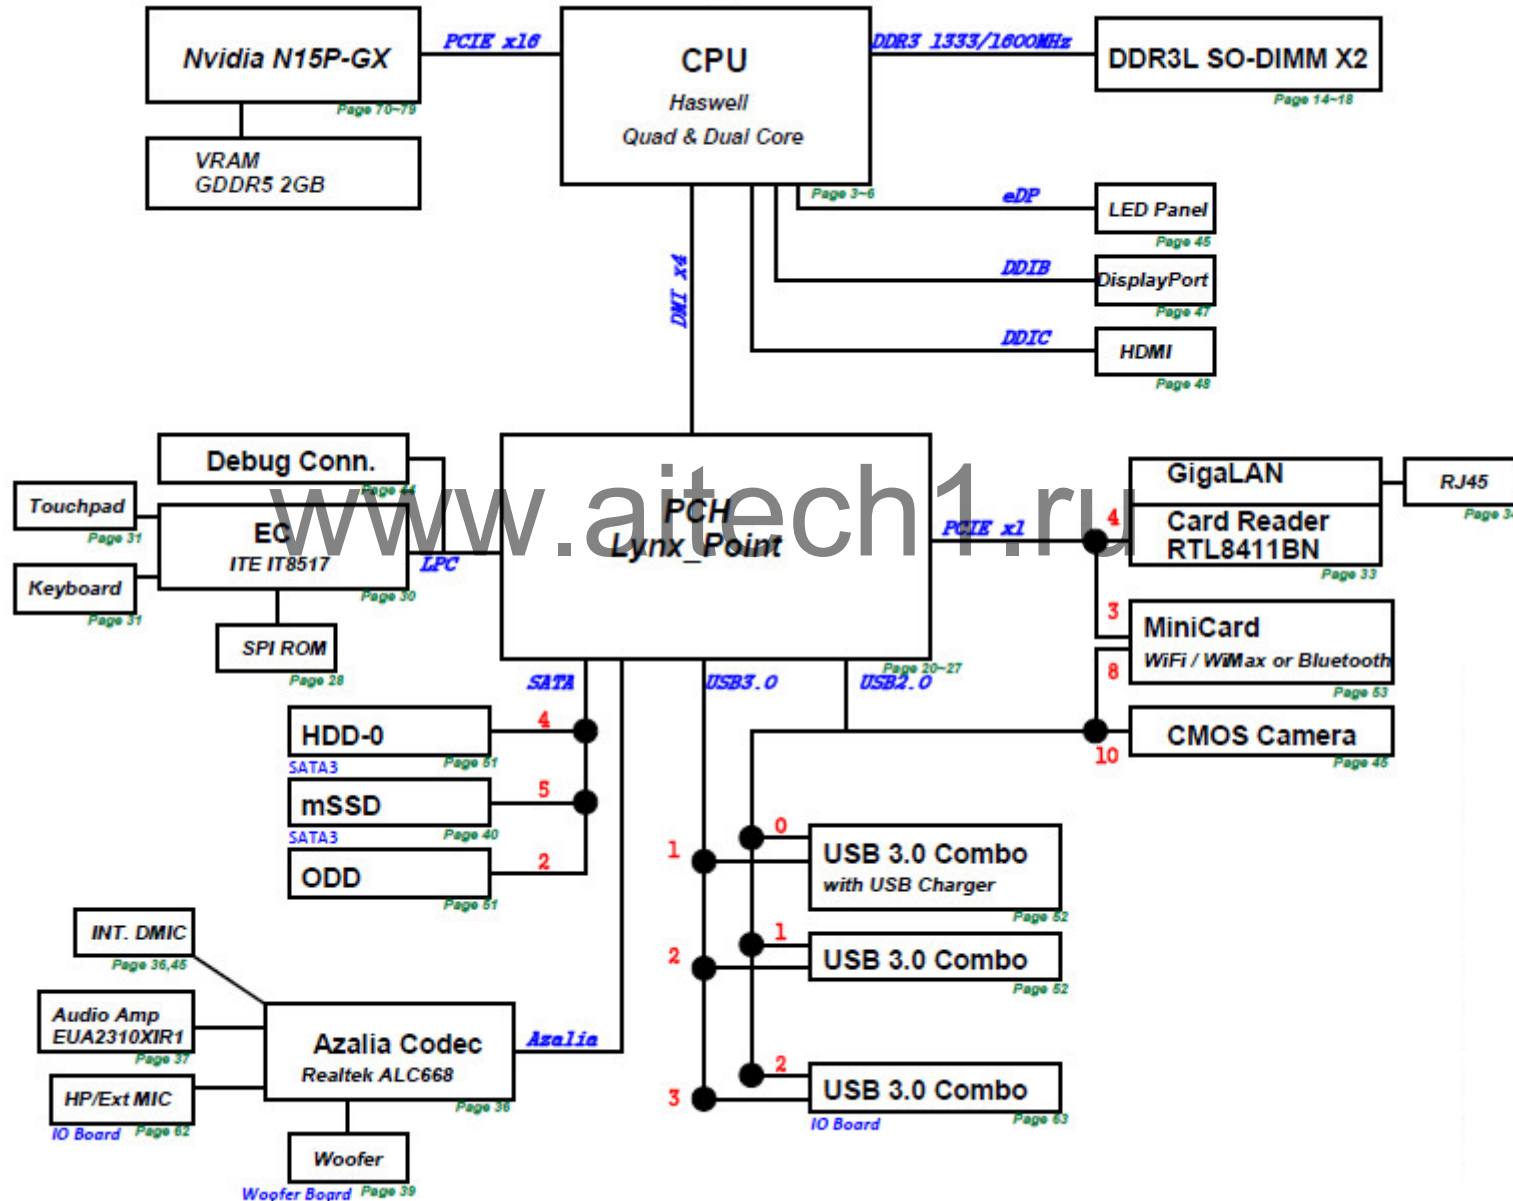 Nvidia N15P-GX
Page 70~79
PCIE x16
CPU
Haswell
Quad & Dual Core
Page 3~6
DDR3 1333/1600MHz
DDR3L SO-DIMM X2
Page 14~18
VRAM
GDDR5 2GB
eDP
LED Panel
Page 45
DDIB
DisplayPort
Page 47
DDIC
HDMI
Page 48
DMI x4
Debug Conn.
Page 44
Touchpad
Page 31
EC
ITE IT8517
Page 30
Keyboard
Page 31
LPC
SPI ROM
Page 28
PCH
Lynx_Point
Page 20~27
www.aitech1.ru
PCIE x1
4
GigaLAN
Card Reader
RTL8411BN
Page 33
RJ45
Page 34
3
MiniCard
WiFi / WiMax or Bluetooth
Page 53
8
CMOS Camera
Page 45
10
SATA
USB3.0
USB2.0
HDD-0
Page 51
SATA3
4
mSSD
Page 40
SATA3
5
ODD
Page 51
2
0
1
USB 3.0 Combo
with USB Charger
Page 52
1
2
USB 3.0 Combo
Page 52
2
3
USB 3.0 Combo
Page 63
IO Board
INT. DMIC
Page 36,45
Audio Amp
EUA2310XIR1
Page 37
HP/Ext MIC
IO Board
Page 62
Azalia Codec
Realtek ALC668
Page 36
Azalia
Woofer
Woofer Board
Page 39